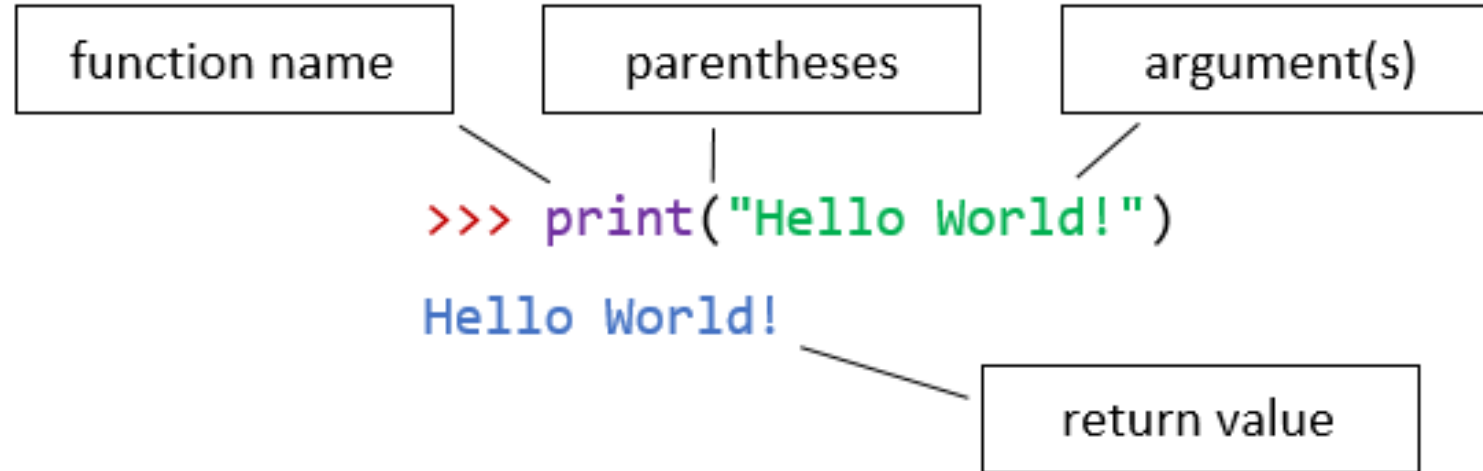 function name
parentheses
argument(s)
>>> print("Hello World!")
Hello World!
return value